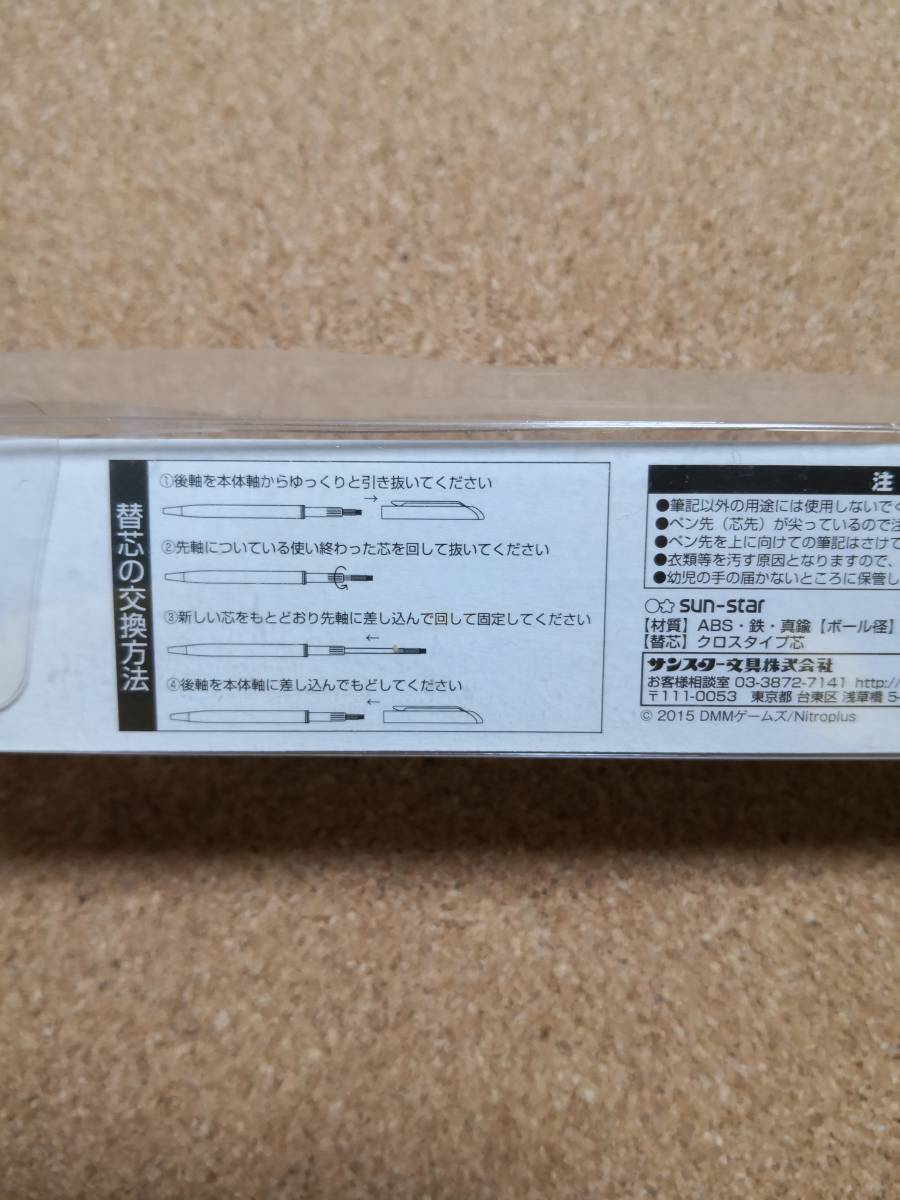 替芯の交換方法
①後軸を本体軸からゆっくりと引き抜いてください
→
②先軸についている使い終わった芯を回して抜いてください
③新しい芯をもとどおり先軸に差し込んで回して固定してください
←
④後軸を本体軸に差し込んでもどしてください
←
注
●筆記以外の用途には使用しないでく
●ペン先（芯先）が尖っているので注
●ペン先を上に向けての筆記はさけて
●衣類等を汚す原因となりますので、
●幼児の手の届かないところに保管し
○☆ sun-star
【材質】ABS・鉄・真鍮【ボール径】
【替芯】クロスタイプ芯
サンスター文具株式会社
お客様相談室 03-3872-7141 http://
〒111-0053 東京都 台東区 浅草橋 5-
© 2015 DMMゲームズ/Nitroplus